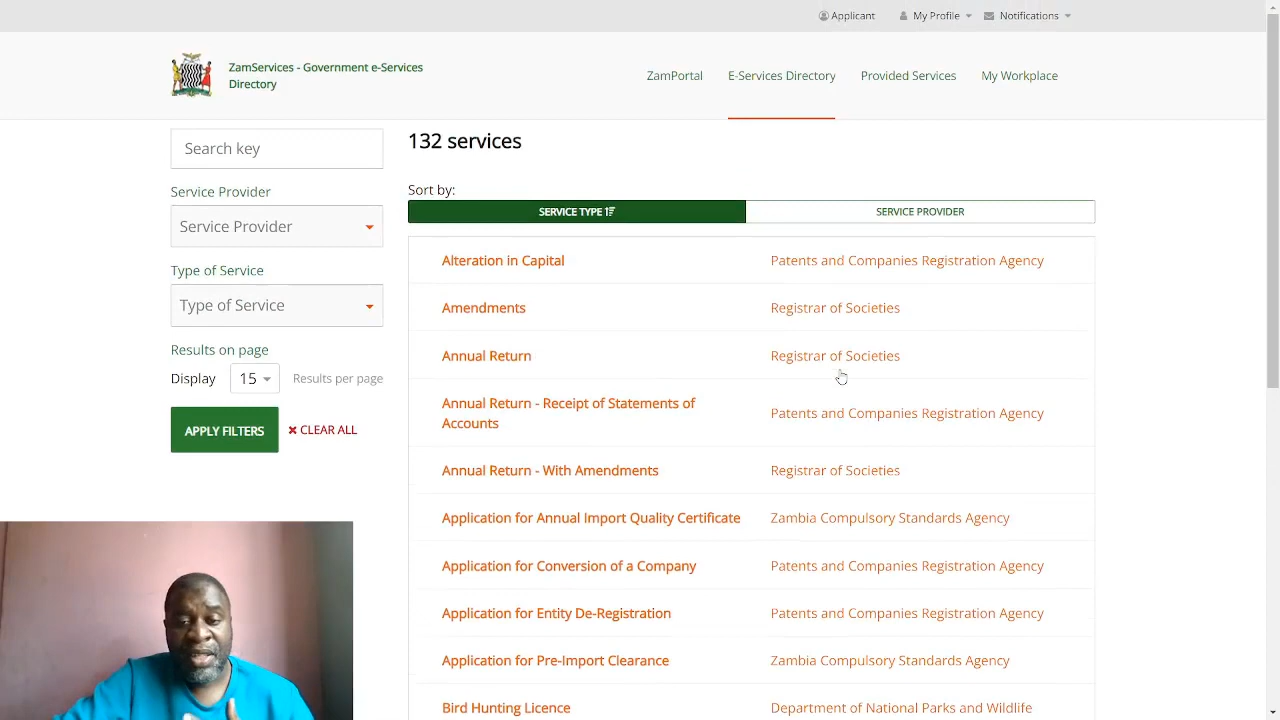 Applicant
My Profile
Notifications
ZamServices - Government e-Services
Directory
ZamPortal
E-Services Directory
Provided Services
My Workplace
Search key
Service Provider
Service Provider
Type of Service
Type of Service
Results on page
Display 15 Results per page
APPLY FILTERS
CLEAR ALL
132 services
Sort by:
SERVICE TYPE
SERVICE PROVIDER
Alteration in Capital
Patents and Companies Registration Agency
Amendments
Registrar of Societies
Annual Return
Registrar of Societies
Annual Return - Receipt of Statements of
Accounts
Patents and Companies Registration Agency
Annual Return - With Amendments
Registrar of Societies
Application for Annual Import Quality Certificate
Zambia Compulsory Standards Agency
Application for Conversion of a Company
Patents and Companies Registration Agency
Application for Entity De-Registration
Patents and Companies Registration Agency
Application for Pre-Import Clearance
Zambia Compulsory Standards Agency
Bird Hunting Licence
Department of National Parks and Wildlife